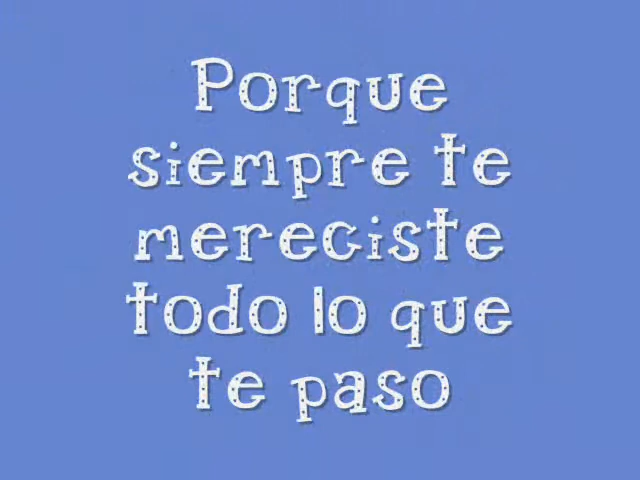 Porque
siempre te
mereciste
todo lo que
te paso